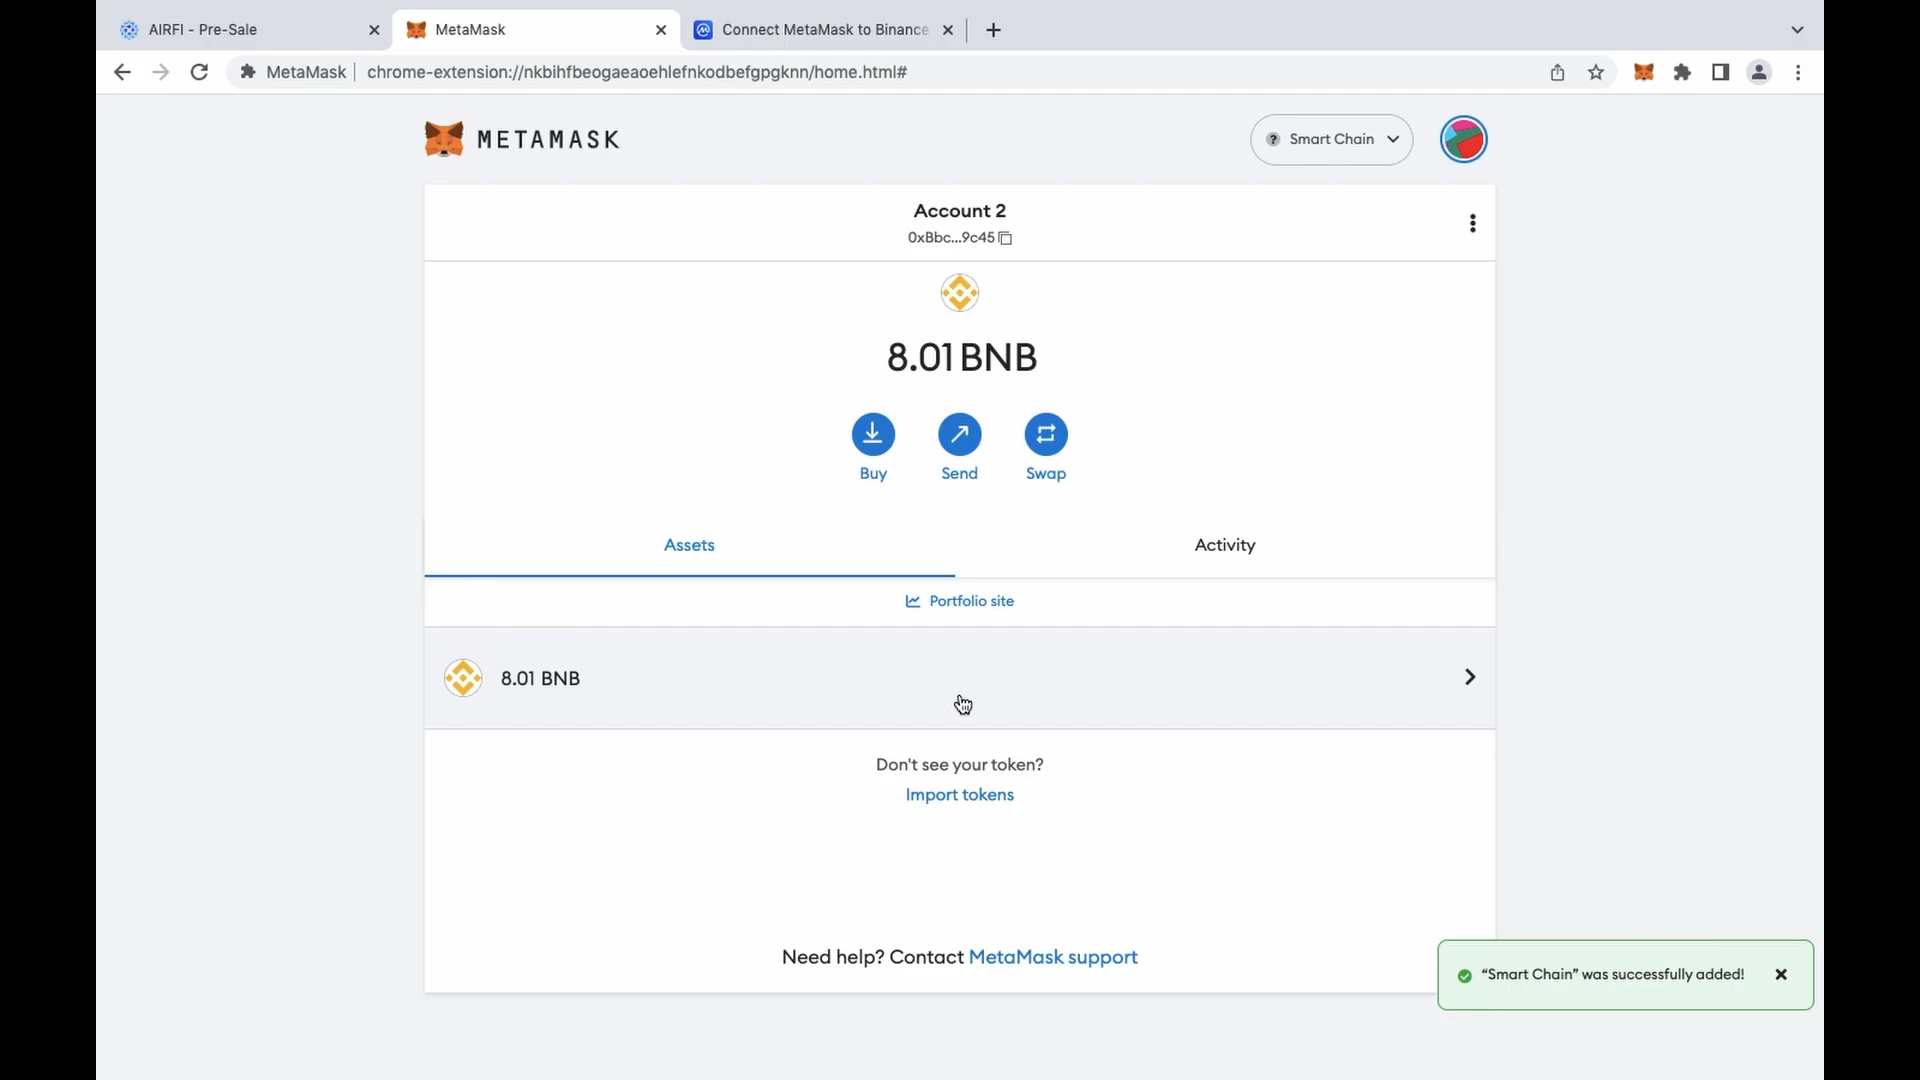 AIRFI - Pre-Sale
MetaMask
Connect MetaMask to Binance
MetaMask
chrome-extension://nkbihfbeogaeaoehlefnkodbefgpgknn/home.html#
METAMASK
? Smart Chain
Account 2
0xBbc...9c45
8.01 BNB
Buy
Send
Swap
Assets
Activity
Portfolio site
8.01 BNB
Don't see your token?
Import tokens
Need help? Contact MetaMask support
“Smart Chain” was successfully added!